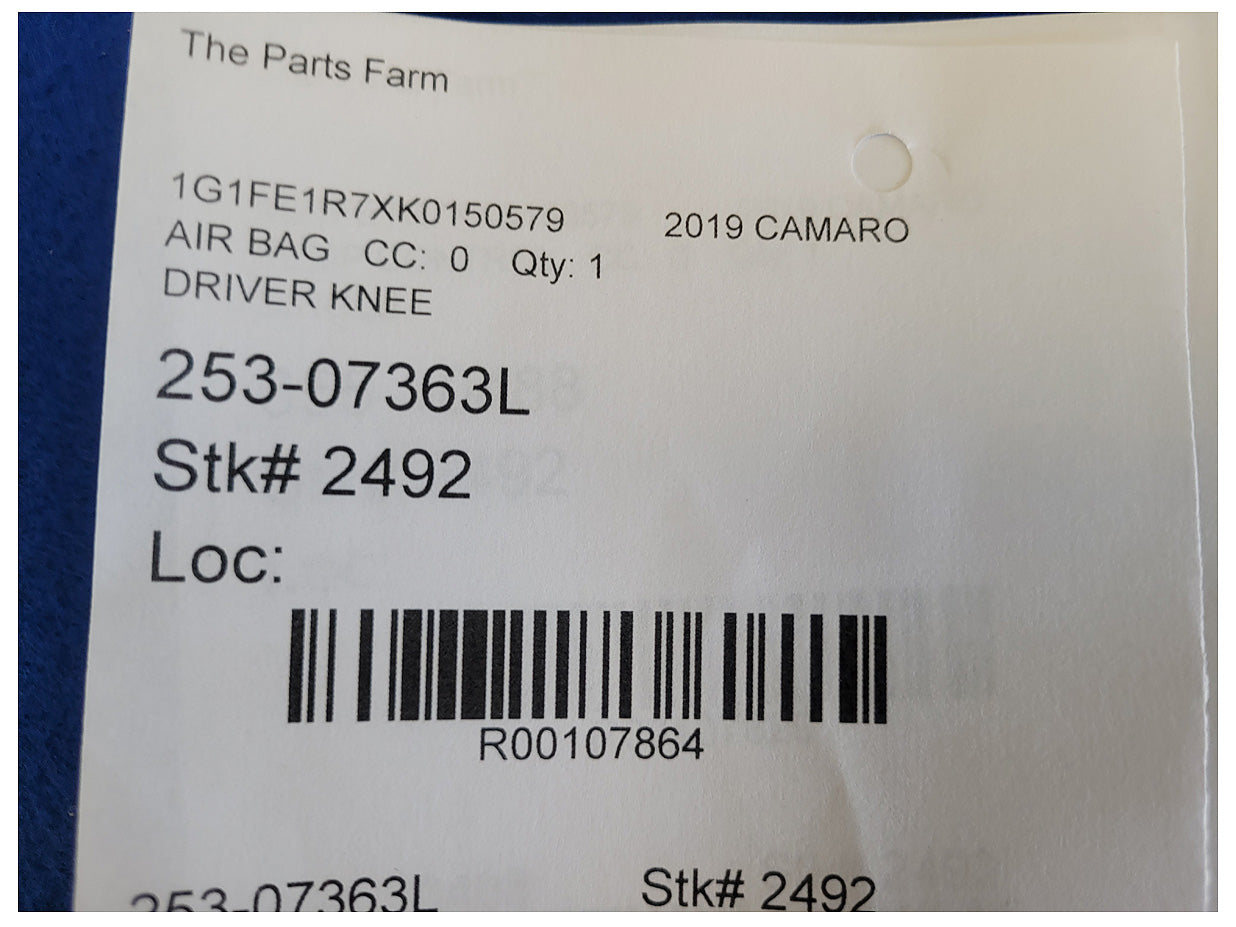 The Parts Farm
1G1FE1R7XK0150579 2019 CAMARO
AIR BAG CC: 0 Qty: 1
DRIVER KNEE
253-07363L
Stk# 2492
Loc:
R00107864
253-07363L Stk# 2492